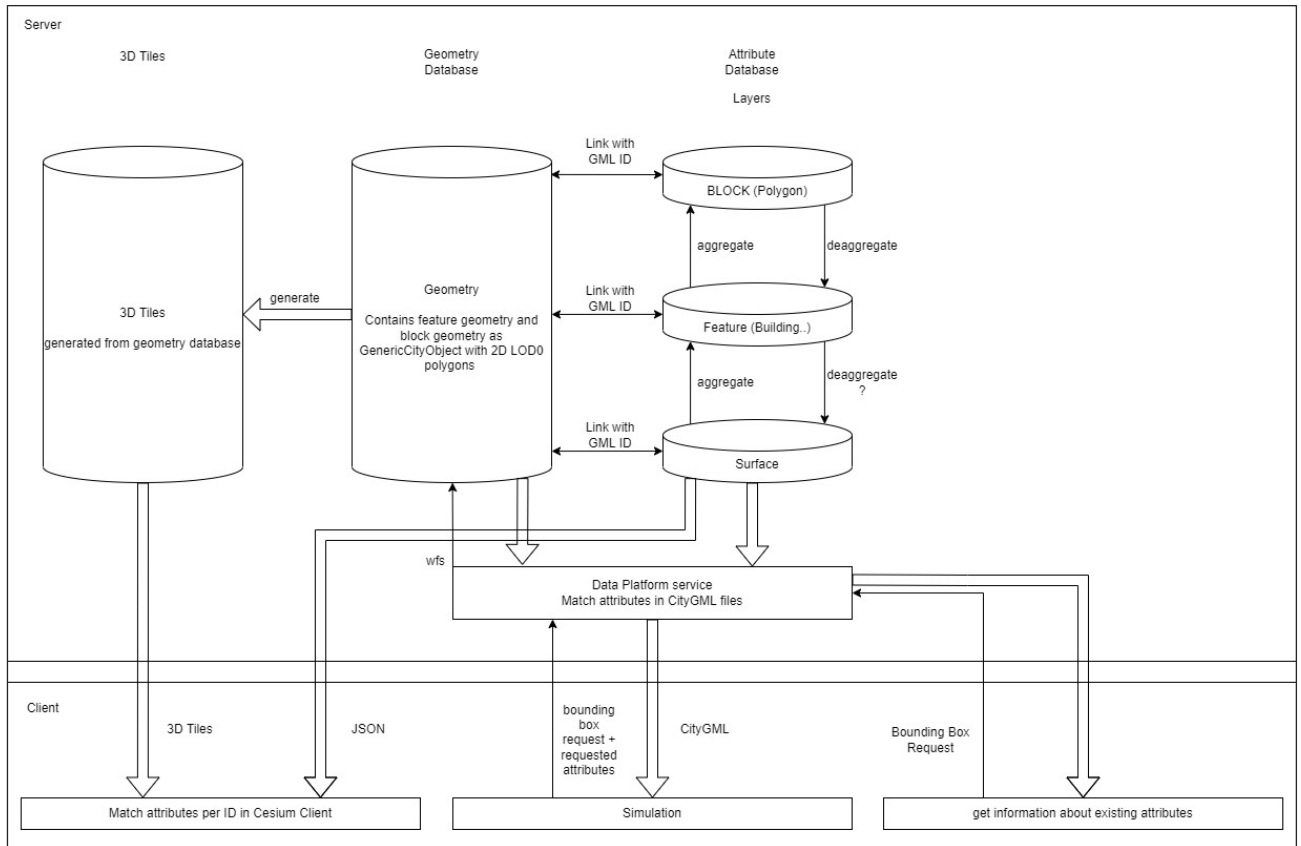 Server
3D Tiles
Geometry
Database
Attribute
Database
Layers
Link with
GML ID
BLOCK (Polygon)
aggregate
deaggregate
generate
3D Tiles
generated from geometry database
Geometry
Contains feature geometry and
block geometry as
GenericCityObject with 2D LOD0
polygons
Link with
GML ID
Feature (Building..)
aggregate
deaggregate
?
Link with
GML ID
Surface
wfs
Data Platform service
Match attributes in CityGML files
Client
3D Tiles
JSON
bounding
box
request +
requested
attributes
CityGML
Bounding Box
Request
Match attributes per ID in Cesium Client
Simulation
get information about existing attributes